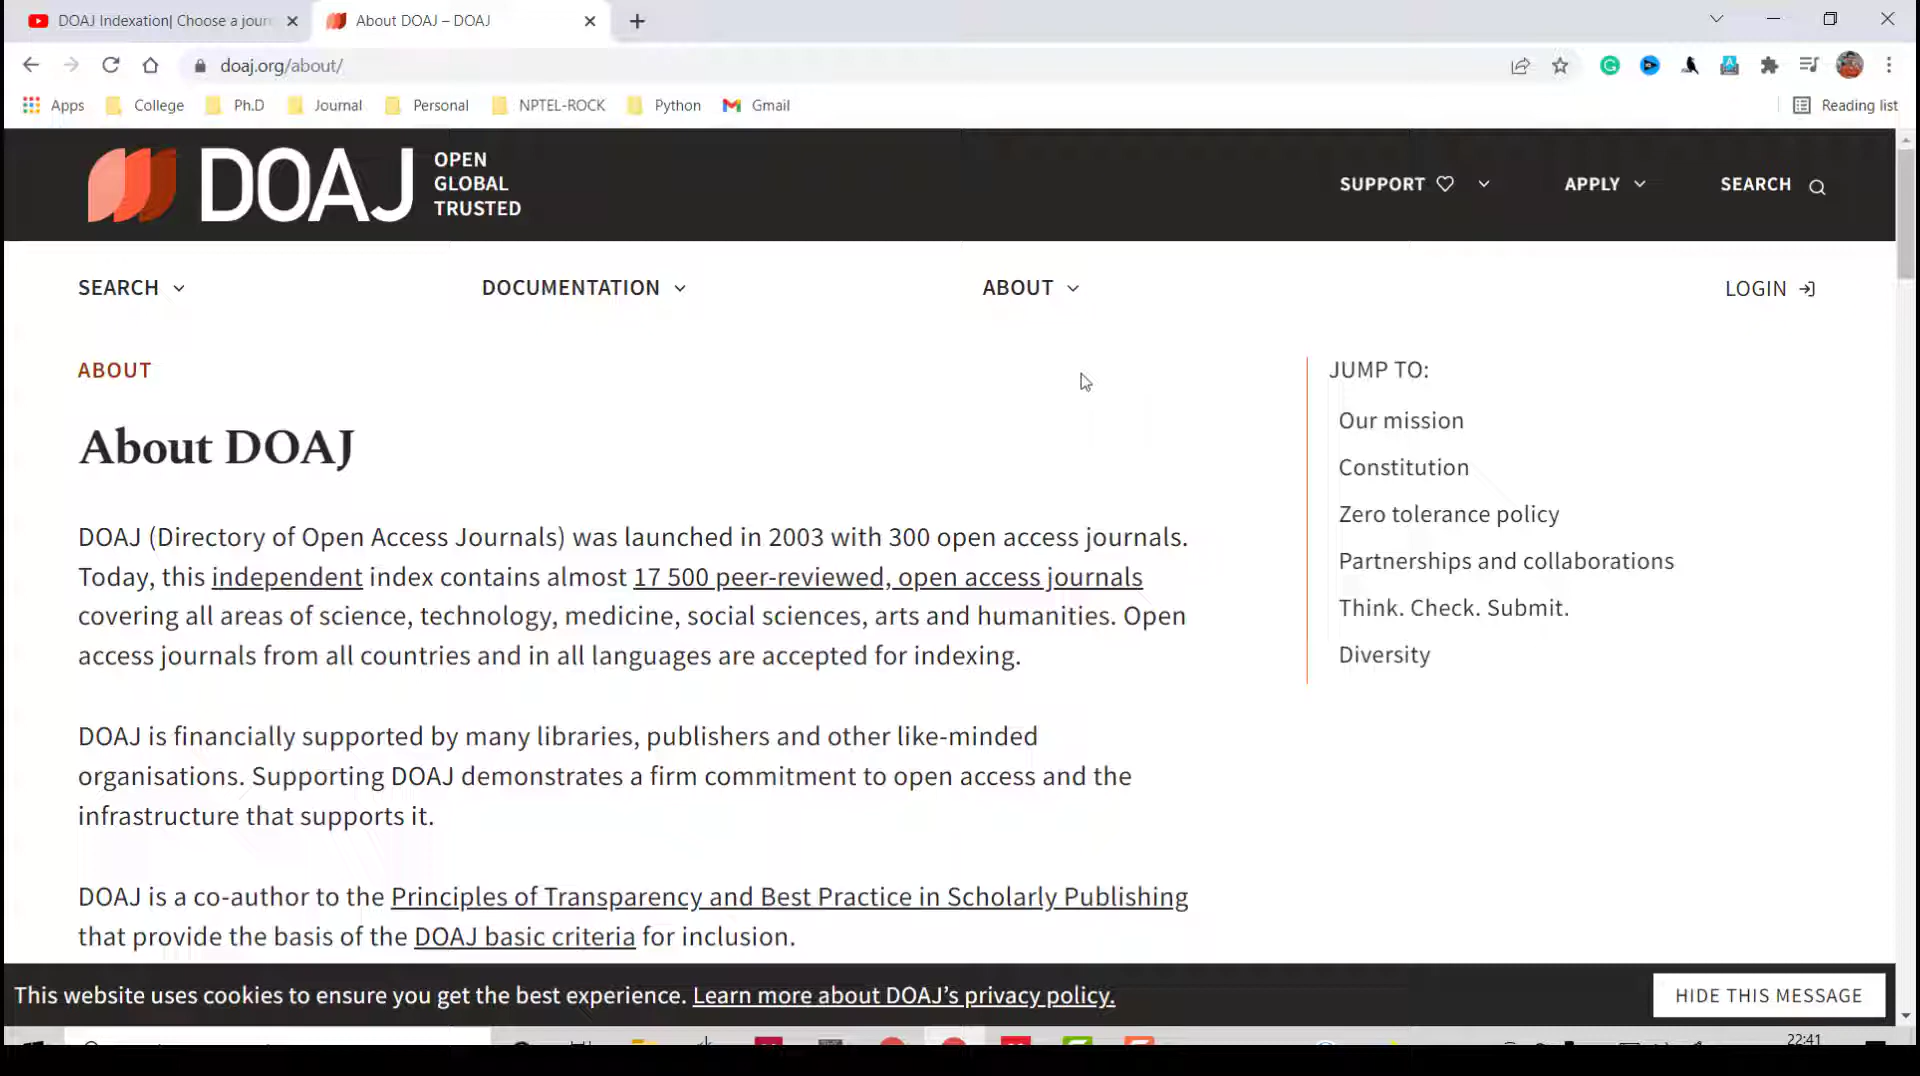 DOAJ Indexation| Choose a jour
About DOAJ – DOAJ
doaj.org/about/
Apps College Ph.D Journal Personal NPTEL-ROCK Python Gmail Reading list
DOAJ
OPEN
GLOBAL
TRUSTED
SUPPORT APPLY SEARCH
SEARCH DOCUMENTATION ABOUT LOGIN
ABOUT
About DOAJ
DOAJ (Directory of Open Access Journals) was launched in 2003 with 300 open access journals.
Today, this independent index contains almost 17 500 peer-reviewed, open access journals
covering all areas of science, technology, medicine, social sciences, arts and humanities. Open
access journals from all countries and in all languages are accepted for indexing.
DOAJ is financially supported by many libraries, publishers and other like-minded
organisations. Supporting DOAJ demonstrates a firm commitment to open access and the
infrastructure that supports it.
DOAJ is a co-author to the Principles of Transparency and Best Practice in Scholarly Publishing
that provide the basis of the DOAJ basic criteria for inclusion.
JUMP TO:
Our mission
Constitution
Zero tolerance policy
Partnerships and collaborations
Think. Check. Submit.
Diversity
This website uses cookies to ensure you get the best experience. Learn more about DOAJ's privacy policy.
HIDE THIS MESSAGE
22:41